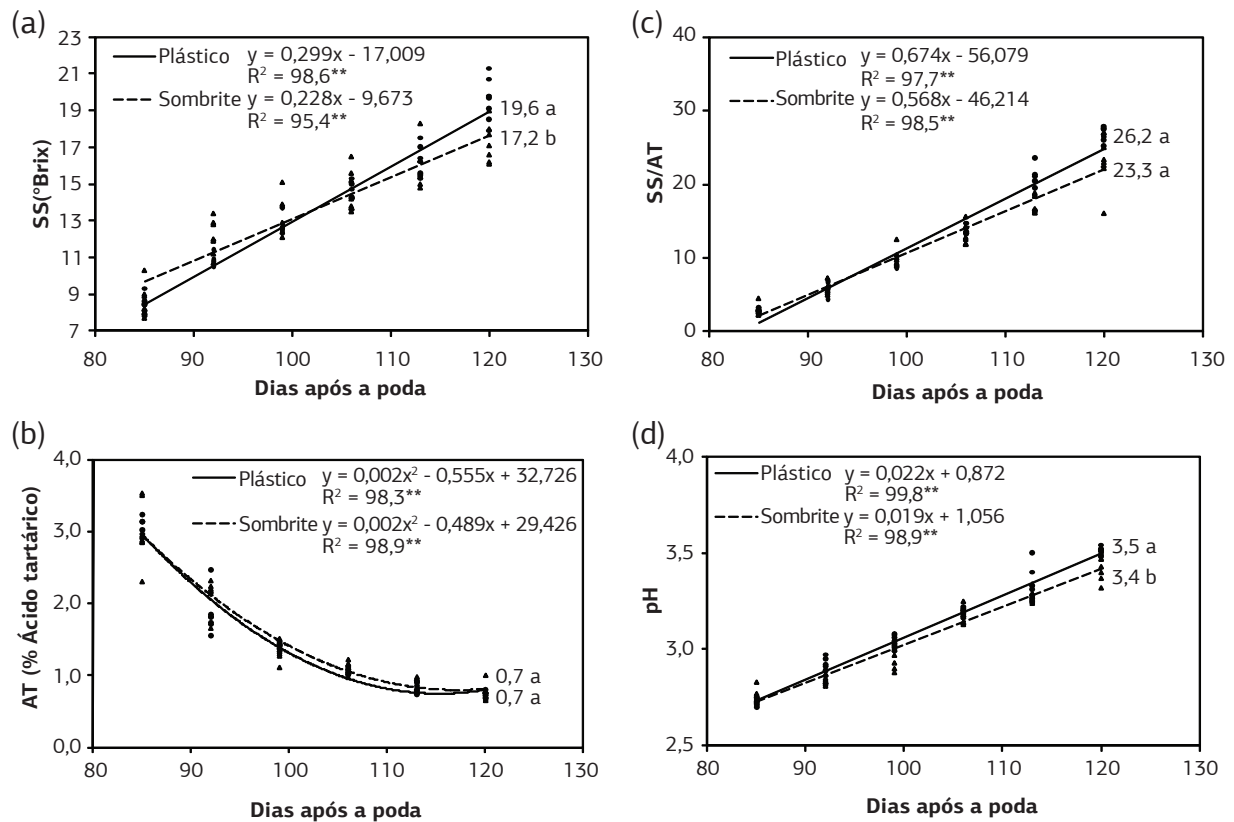 (a)
SS(°Brix)
23
21
19
17
15
13
11
9
7
Plástico y = 0,299x - 17,009
R² = 98,6**
Sombrite y = 0,228x - 9,673
R² = 95,4**
19,6 a
17,2 b
80 90 100 110 120 130
Dias após a poda
(c)
SS/AT
40
30
20
10
0
Plástico y = 0,674x - 56,079
R² = 97,7**
Sombrite y = 0,568x - 46,214
R² = 98,5**
26,2 a
23,3 a
80 90 100 110 120 130
Dias após a poda
(b)
AT (% Ácido tartárico)
4,0
3,0
2,0
1,0
0,0
Plástico y = 0,002x² - 0,555x + 32,726
R² = 98,3**
Sombrite y = 0,002x² - 0,489x + 29,426
R² = 98,9**
0,7 a
0,7 a
80 90 100 110 120 130
Dias após a poda
(d)
pH
4,0
3,5
3,0
2,5
Plástico y = 0,022x + 0,872
R² = 99,8**
Sombrite y = 0,019x + 1,056
R² = 98,9**
3,5 a
3,4 b
80 90 100 110 120 130
Dias após a poda